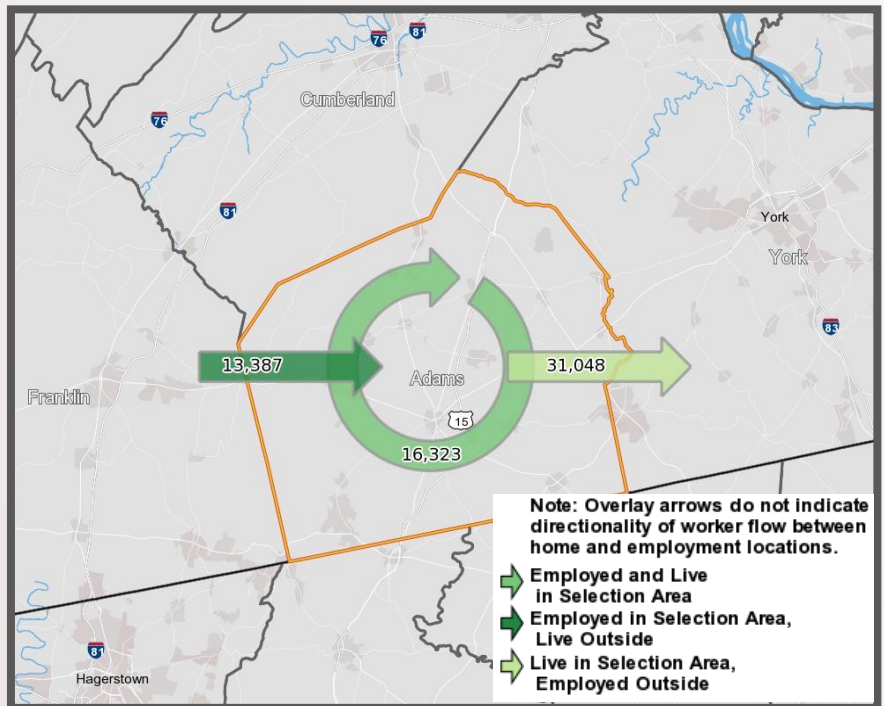 76
81
Cumberland
76
81
York
York
83
13,387
31,048
Adams
Franklin
15
16,323
Note: Overlay arrows do not indicate
directionality of worker flow between
home and employment locations.
Employed and Live
in Selection Area
Employed in Selection Area,
Live Outside
Live in Selection Area,
Employed Outside
81
Hagerstown